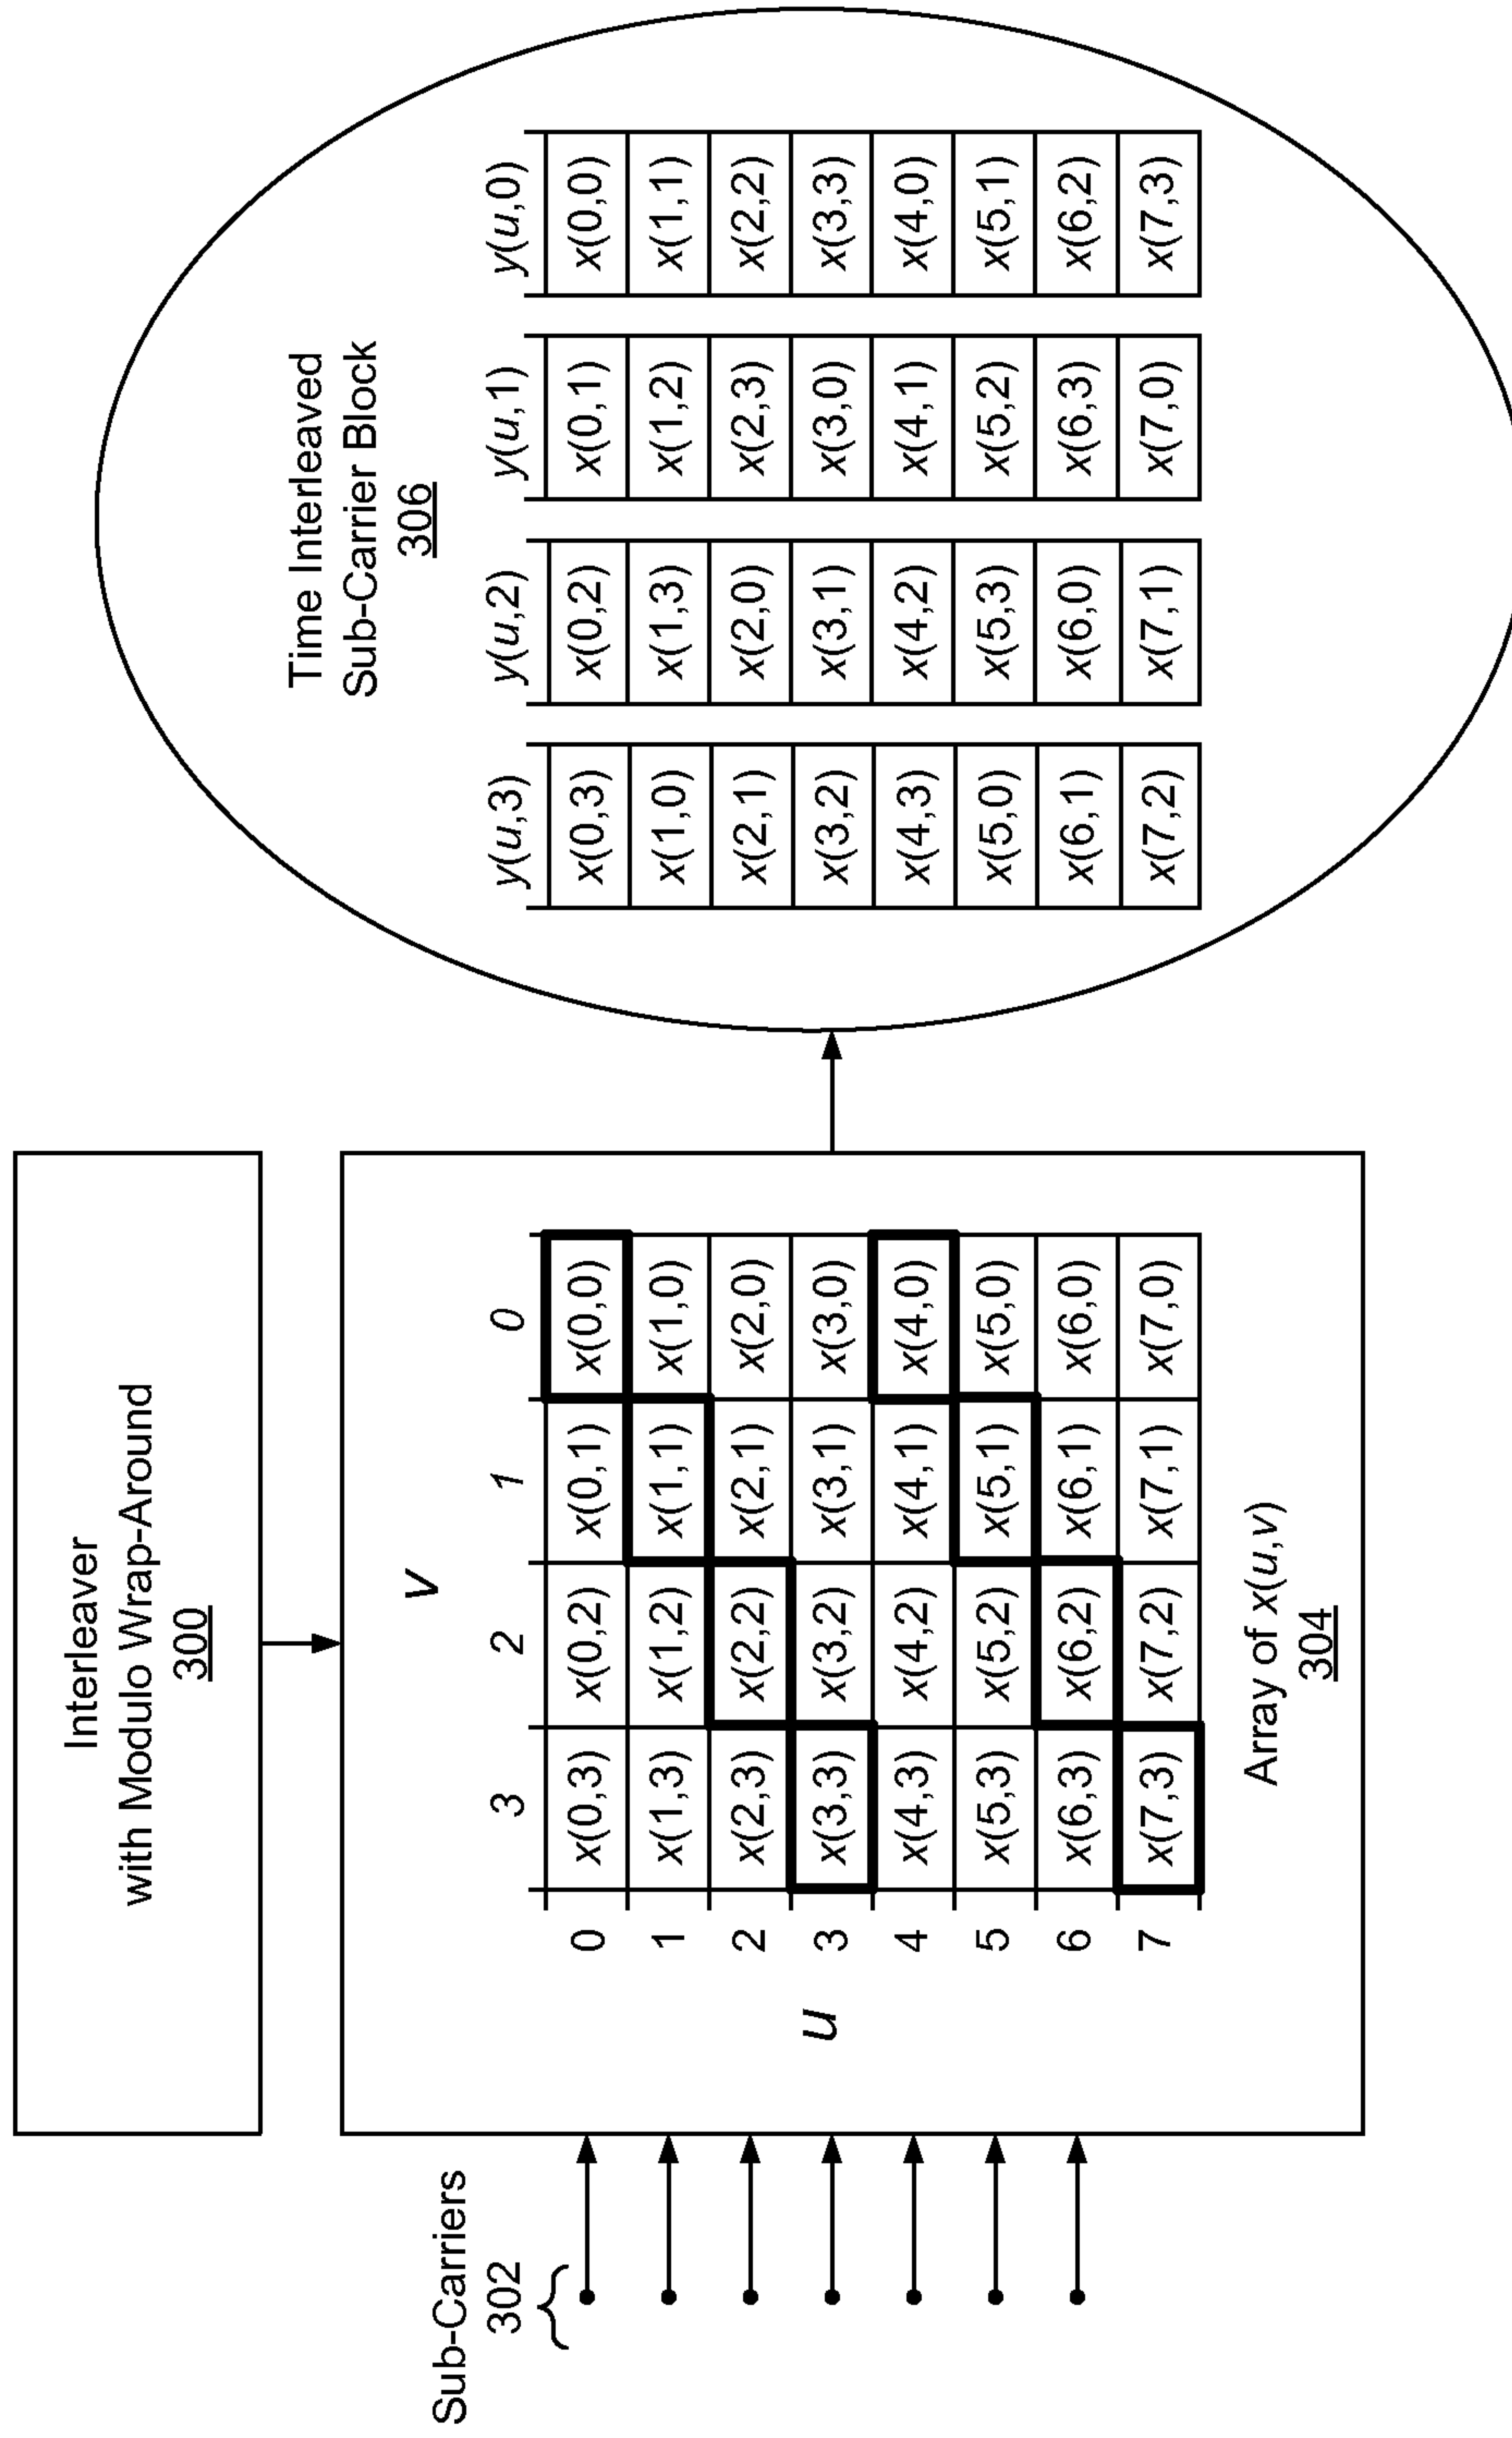 Interleaver
with Modulo Wrap-Around
300
Sub-Carriers
302
v
3 2 1 0
u
0 x(0,3) x(0,2) x(0,1) x(0,0)
1 x(1,3) x(1,2) x(1,1) x(1,0)
2 x(2,3) x(2,2) x(2,1) x(2,0)
3 x(3,3) x(3,2) x(3,1) x(3,0)
4 x(4,3) x(4,2) x(4,1) x(4,0)
5 x(5,3) x(5,2) x(5,1) x(5,0)
6 x(6,3) x(6,2) x(6,1) x(6,0)
7 x(7,3) x(7,2) x(7,1) x(7,0)
Array of x(u,v)
304
Time Interleaved
Sub-Carrier Block
306
y(u,3) y(u,2) y(u,1) y(u,0)
x(0,3) x(0,2) x(0,1) x(0,0)
x(1,0) x(1,3) x(1,2) x(1,1)
x(2,1) x(2,0) x(2,3) x(2,2)
x(3,2) x(3,1) x(3,0) x(3,3)
x(4,3) x(4,2) x(4,1) x(4,0)
x(5,0) x(5,3) x(5,2) x(5,1)
x(6,1) x(6,0) x(6,3) x(6,2)
x(7,2) x(7,1) x(7,0) x(7,3)